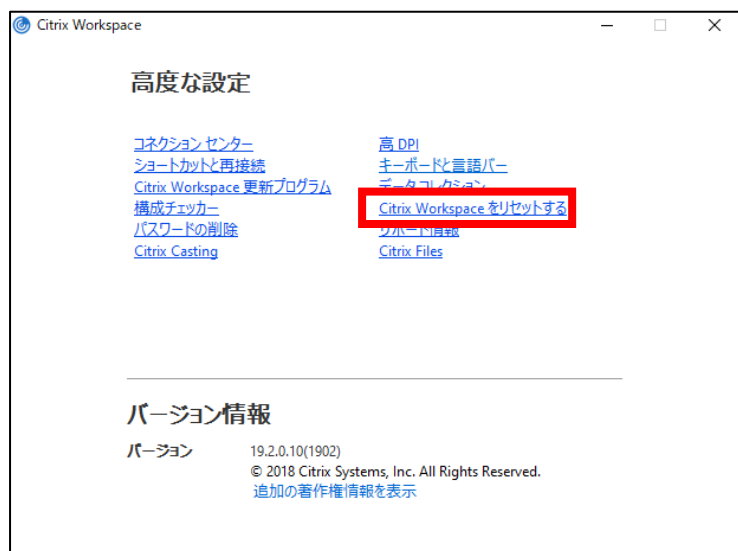 Citrix Workspace
高度な設定
コネクション センター
ショートカットと再接続
Citrix Workspace 更新プログラム
構成チェッカー
パスワードの削除
Citrix Casting
高 DPI
キーボードと言語バー
データ コレクション
Citrix Workspace をリセットする
サポート情報
Citrix Files
バージョン情報
バージョン 19.2.0.10(1902)
© 2018 Citrix Systems, Inc. All Rights Reserved.
追加の著作権情報を表示